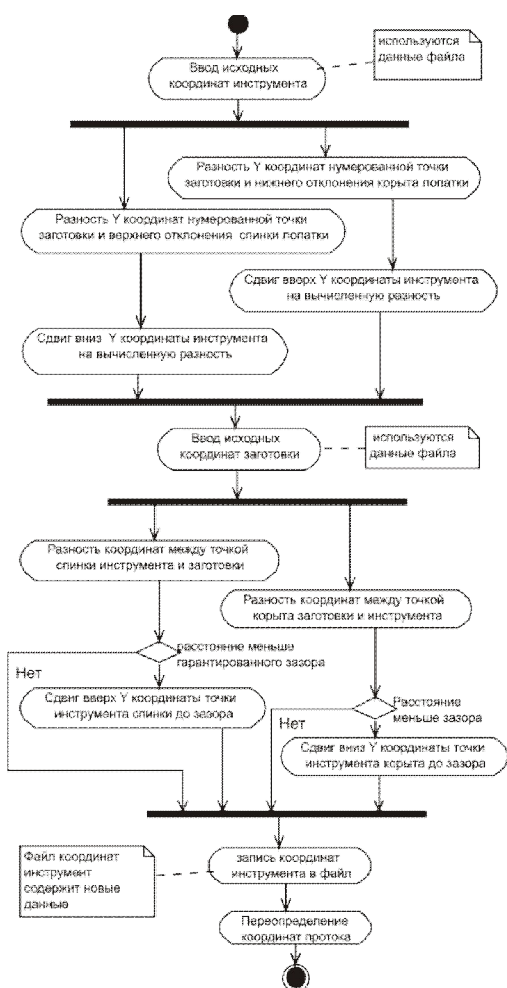 используются
данные файла
Ввод исходных
координат инструмента
Разность Y координат нумерованной точки
заготовки и нижнего отклонения корыта лопатки
Разность Y координат нумерованной точки
заготовки и верхнего отклонения спинки лопатки
Сдвиг вверх Y координаты инструмента
на вычисленную разность
Сдвиг вниз Y координаты инструмента
на вычисленную разность
Ввод исходных
координат заготовки
используются
данные файла
Разность координат между точкой
спинки инструмента и заготовки
Разность координат между точкой
корыта заготовки и инструмента
расстояние меньше
гарантированного зазора
Нет
Сдвиг вверх Y координаты точки
инструмента спинки до зазора
Расстояние
меньше зазора
Нет
Сдвиг вниз Y координаты точки
инструмента корыта до зазора
Файл координат
инструмент
содержит новые
данные
запись координат
инструмента в файл
Переопределение
координат протока